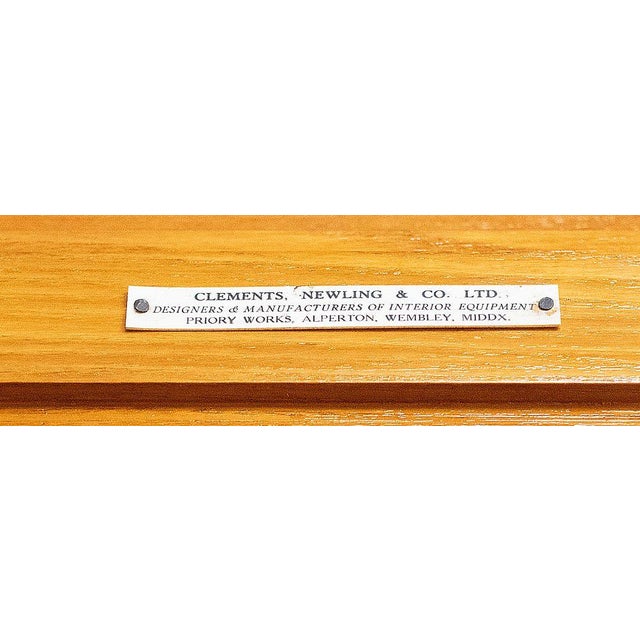 CLEMENTS, NEWLING & CO. LTD.
DESIGNERS & MANUFACTURERS OF INTERIOR EQUIPMENT
PRIORY WORKS, ALPERTON, WEMBLEY, MIDDX.